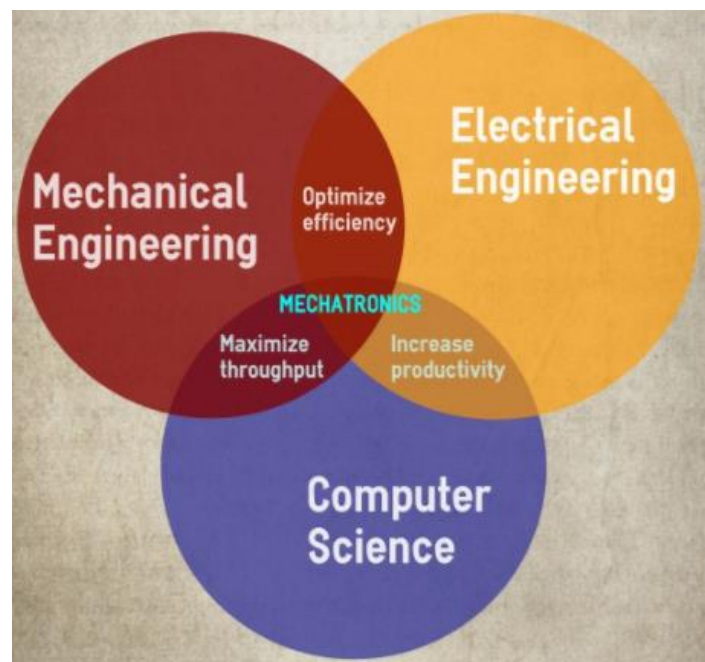 Electrical
Engineering
Mechanical
Engineering
Optimize
efficiency
MECHATRONICS
Maximize
throughput
Increase
productivity
Computer
Science